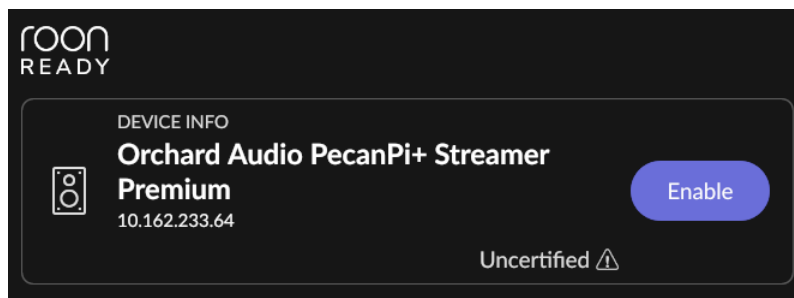 roon
READY
DEVICE INFO
Orchard Audio PecanPi+ Streamer
Premium
10.162.233.64
Enable
Uncertified